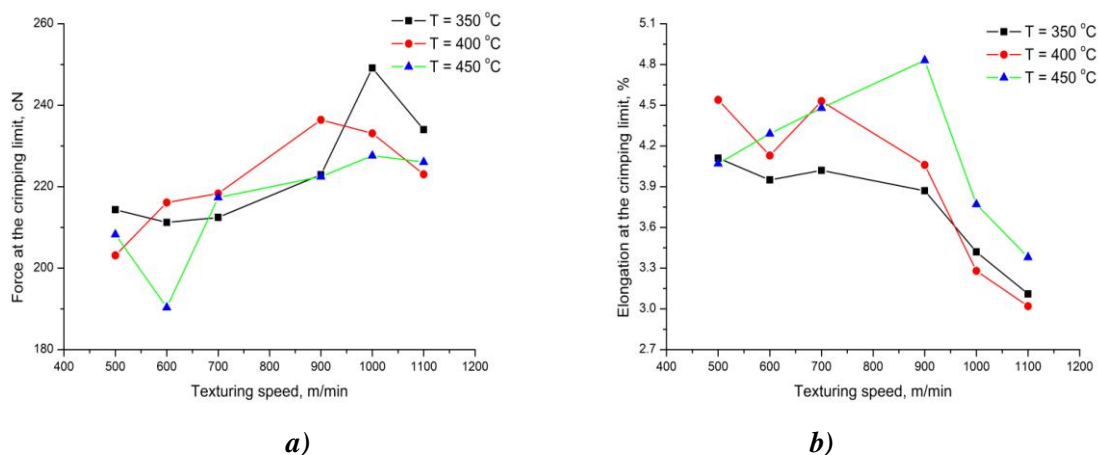 260
240
220
200
180
Force at the crimping limit, cN
T = 350 °C
T = 400 °C
T = 450 °C
400 500 600 700 800 900 1000 1100 1200
Texturing speed, m/min
a)
5.1
4.8
4.5
4.2
3.9
3.6
3.3
3.0
2.7
Elongation at the crimping limit, %
T = 350 °C
T = 400 °C
T = 450 °C
400 500 600 700 800 900 1000 1100 1200
Texturing speed, m/min
b)